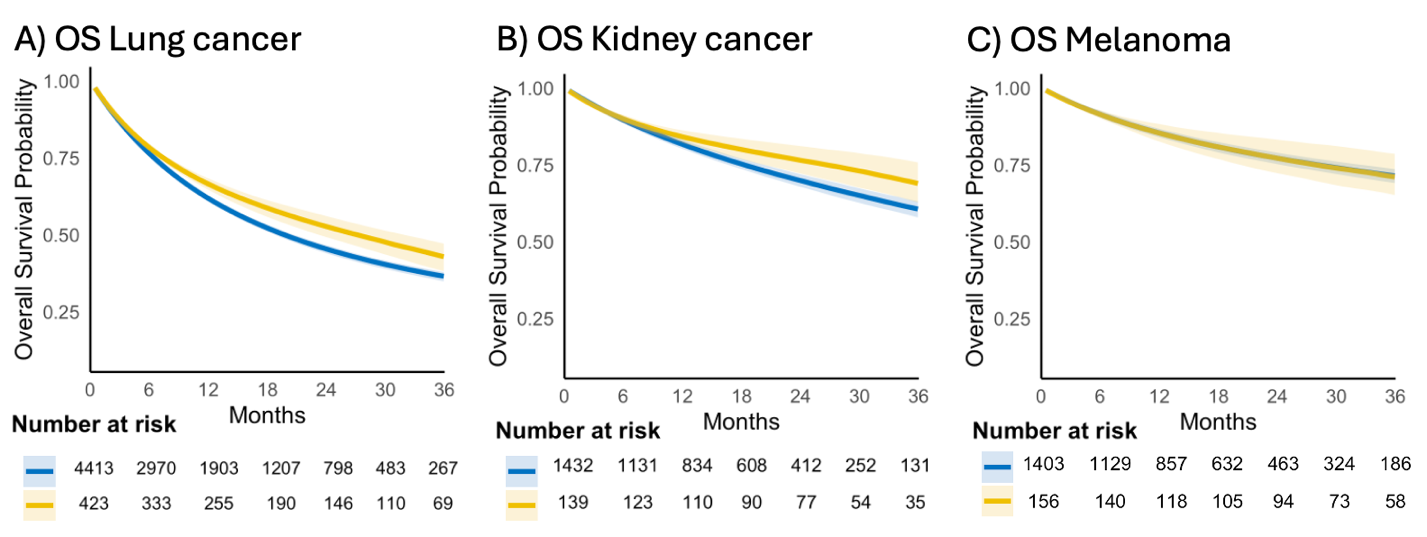 A) OS Lung cancer
Overall Survival Probability
1.00
0.75
0.50
0.25
0 6 12 18 24 30 36
Months
Number at risk
4413 2970 1903 1207 798 483 267
423 333 255 190 146 110 69
B) OS Kidney cancer
Overall Survival Probability
1.00
0.75
0.50
0.25
0 6 12 18 24 30 36
Months
Number at risk
1432 1131 834 608 412 252 131
139 123 110 90 77 54 35
C) OS Melanoma
Overall Survival Probability
1.00
0.75
0.50
0.25
0 6 12 18 24 30 36
Months
Number at risk
1403 1129 857 632 463 324 186
156 140 118 105 94 73 58